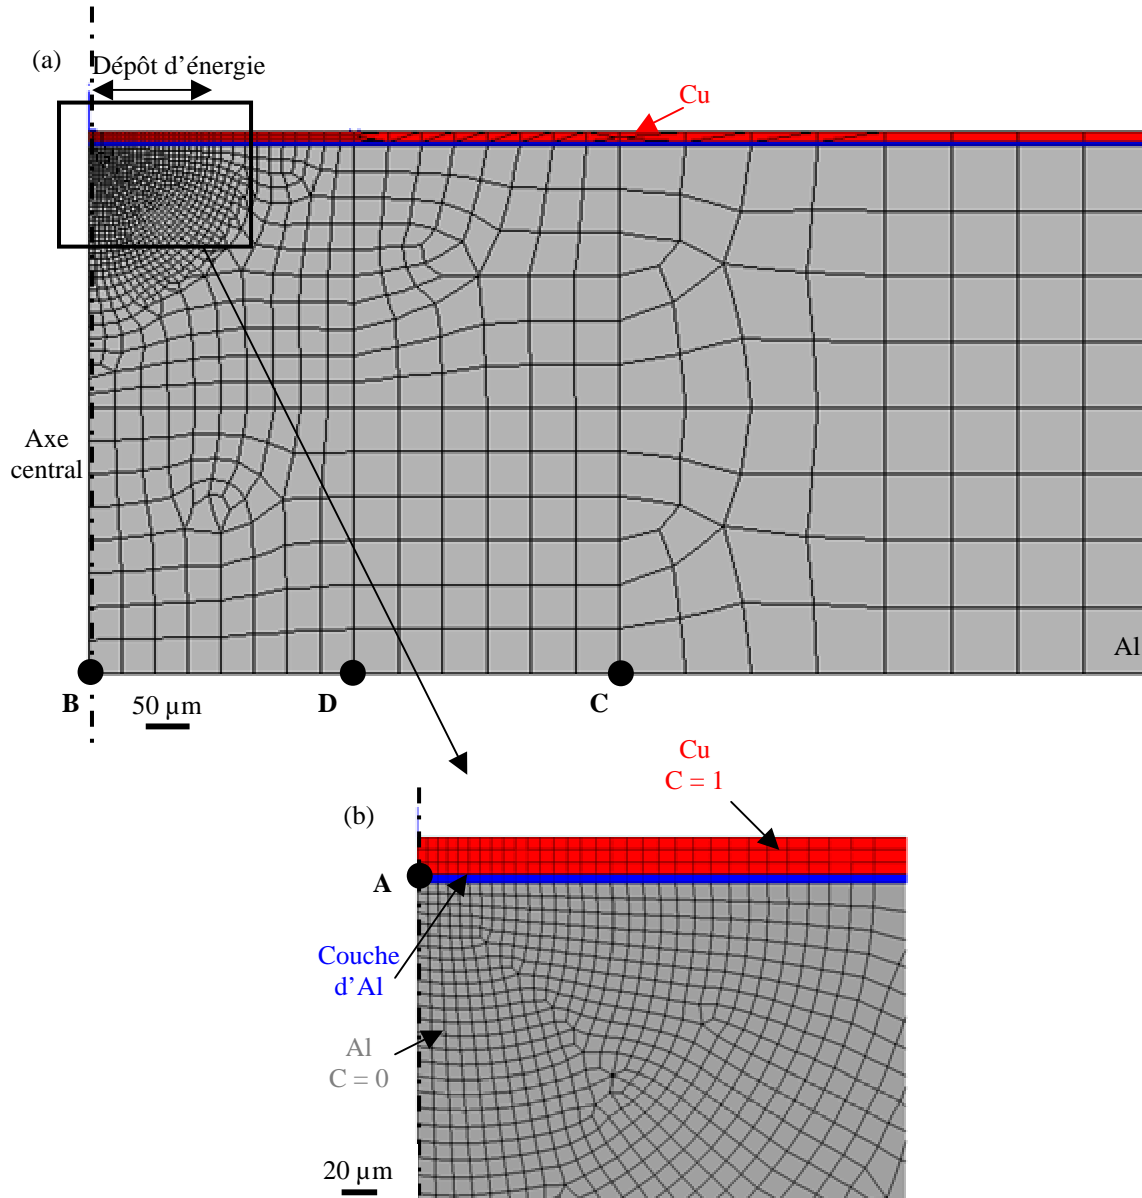 (a)
Dépôt d'énergie
Cu
Axe
central
Al
B
D
C
50 µm
Cu
C = 1
(b)
A
Couche
d'Al
Al
C = 0
20 µm